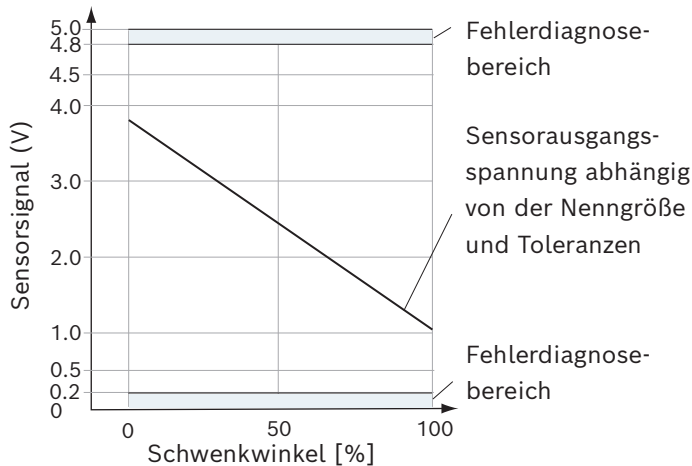 Sensorsignal (V)
5.0
4.8
4.5
4.0
3.0
2.0
1.0
0.5
0.2
0
0
50
100
Schwenkwinkel [%]
Fehlerdiagnose-
bereich
Sensorausgangs-
spannung abhängig
von der Nenngröße
und Toleranzen
Fehlerdiagnose-
bereich